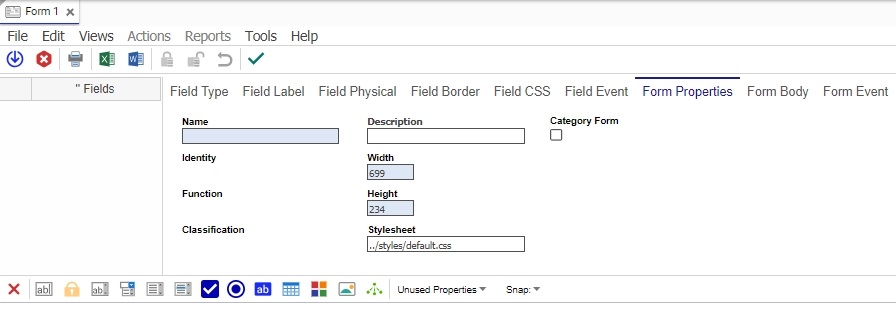 Form 1
File Edit Views Actions Reports Tools Help
" Fields
Field Type Field Label Field Physical Field Border Field CSS Field Event Form Properties Form Body Form Event
Name Description Category Form
Identity Width
699
Function Height
234
Classification Stylesheet
../styles/default.css
ab ab ab Unused Properties Snap: